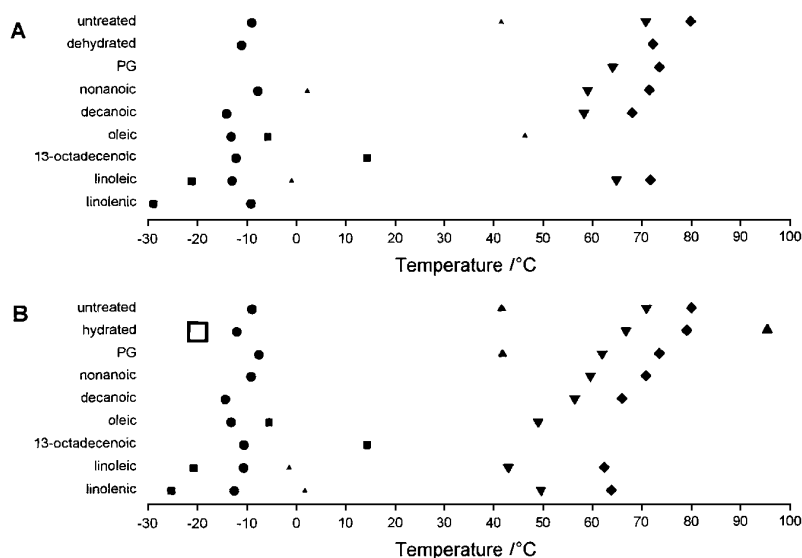 A
untreated
dehydrated
PG
nonanoic
decanoic
oleic
13-octadecenoic
linoleic
linolenic
-30 -20 -10 0 10 20 30 40 50 60 70 80 90 100
Temperature /°C
B
untreated
hydrated
PG
nonanoic
decanoic
oleic
13-octadecenoic
linoleic
linolenic
-30 -20 -10 0 10 20 30 40 50 60 70 80 90 100
Temperature /°C